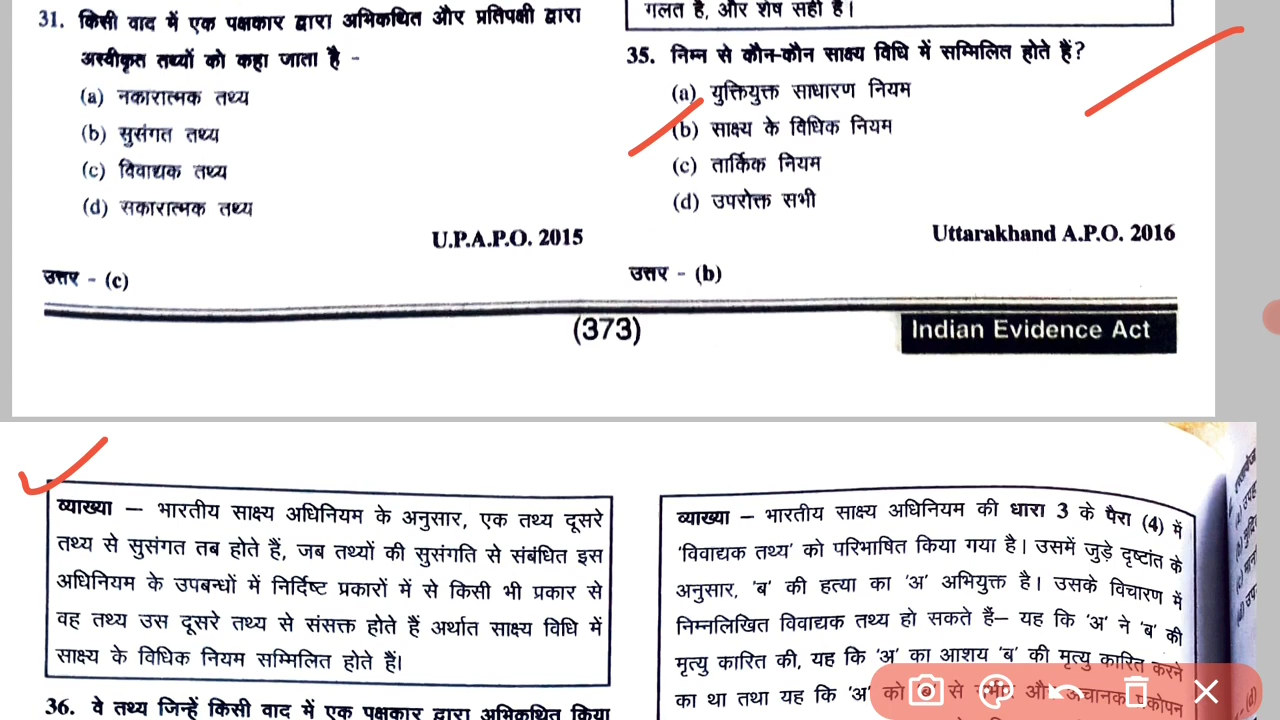 31. किसी वाद में एक पक्षकार द्वारा अभिकथित और प्रतिपक्षी द्वारा
अस्वीकृत तथ्यों को कहा जाता है -
(a) नकारात्मक तथ्य
(b) सुसंगत तथ्य
(c) विवाद्यक तथ्य
(d) सकारात्मक तथ्य
U.P.A.P.O. 2015
उत्तर - (c)
गलत है, और शेष सही है।
35. निम्न से कौन-कौन साक्ष्य विधि में सम्मिलित होते हैं?
(a) युक्तियुक्त साधारण नियम
(b) साक्ष्य के विधिक नियम
(c) तार्किक नियम
(d) उपरोक्त सभी
Uttarakhand A.P.O. 2016
उत्तर - (b)
(373)
Indian Evidence Act
व्याख्या – भारतीय साक्ष्य अधिनियम के अनुसार, एक तथ्य दूसरे
तथ्य से सुसंगत तब होते हैं, जब तथ्यों की सुसंगति से संबंधित इस
अधिनियम के उपबन्धों में निर्दिष्ट प्रकारों में से किसी भी प्रकार से
वह तथ्य उस दूसरे तथ्य से संसक्त होते हैं अर्थात साक्ष्य विधि में
साक्ष्य के विधिक नियम सम्मिलित होते हैं।
36. वे तथ्य जिन्हें किसी वाद में एक पक्षकार द्वारा अभिकथित किया
व्याख्या – भारतीय साक्ष्य अधिनियम की धारा 3 के पैरा (4) में
'विवाद्यक तथ्य' को परिभाषित किया गया है। उसमें जुड़े दृष्टांत के
अनुसार, 'ब' की हत्या का 'अ' अभियुक्त है। उसके विचारण में
निम्नलिखित विवाद्यक तथ्य हो सकते हैं– यह कि 'अ' ने 'ब' की
मृत्यु कारित की, यह कि 'अ' का आशय 'ब' की मृत्यु कारित करने
का था तथा यह कि 'अ' को 'ब' से और अचानक प्रकोपन